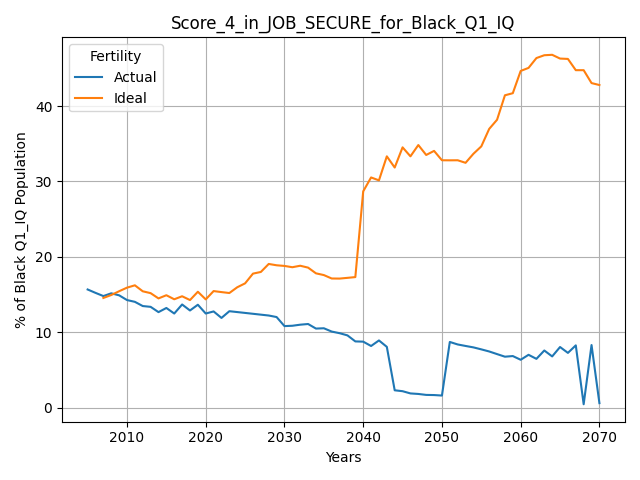 Score_4_in_JOB_SECURE_for_Black_Q1_IQ
Fertility
Actual
Ideal
% of Black Q1_IQ Population
40
30
20
10
0
2010 2020 2030 2040 2050 2060 2070
Years